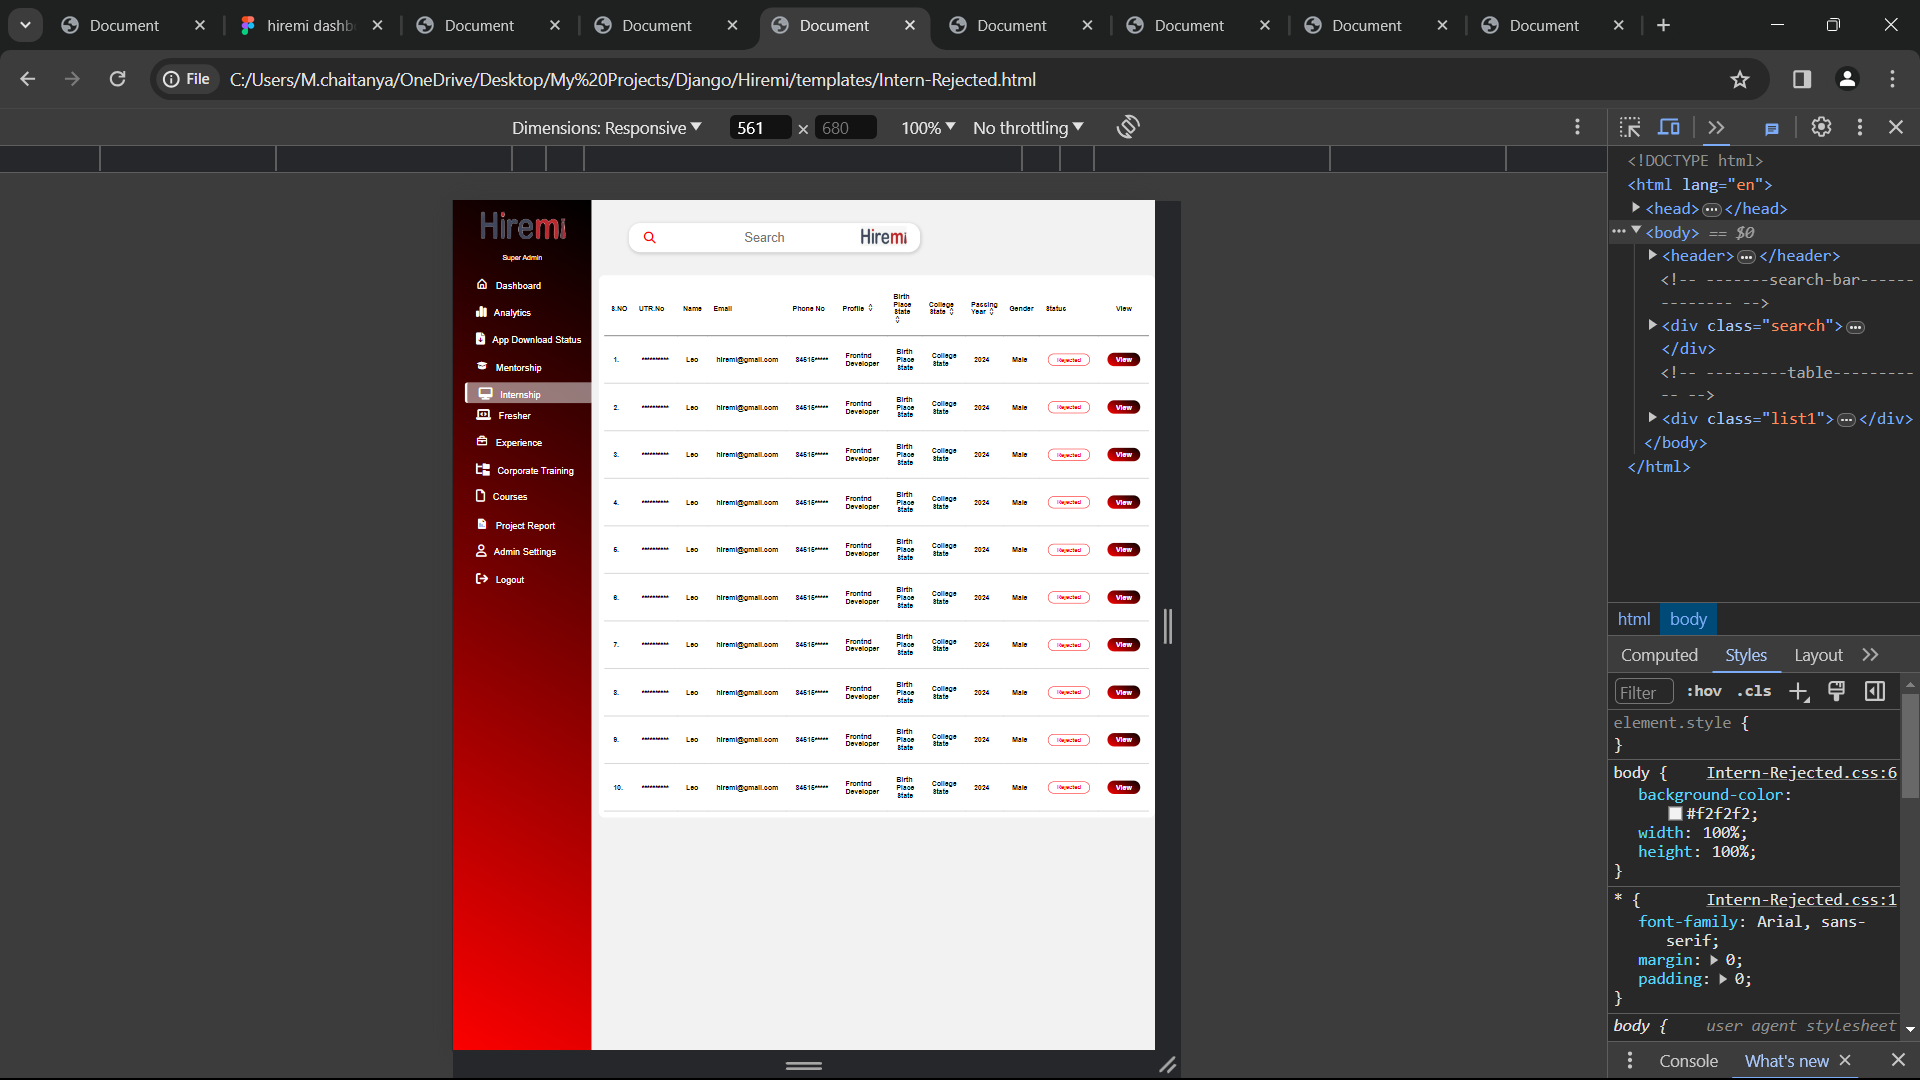 Document
hiremi dashb
Document
Document
Document
Document
Document
Document
Document
File
C:/Users/M.chaitanya/OneDrive/Desktop/My%20Projects/Django/Hiremi/templates/Intern-Rejected.html
Dimensions: Responsive 561 × 680 100% No throttling
Hiremi
Super Admin
Dashboard
Analytics
App Download Status
Mentorship
Internship
Fresher
Experience
Corporate Training
Courses
Project Report
Admin Settings
Logout
Search Hiremi
S.NO UTR.No Name Email Phone No Profile Birth Place State College State Passing Year Gender Status View
1. ********** Leo hiremi@gmail.com 84515***** Frontnd Developer Birth Place State College State 2024 Male Rejected View
2. ********** Leo hiremi@gmail.com 84515***** Frontnd Developer Birth Place State College State 2024 Male Rejected View
3. ********** Leo hiremi@gmail.com 84515***** Frontnd Developer Birth Place State College State 2024 Male Rejected View
4. ********** Leo hiremi@gmail.com 84515***** Frontnd Developer Birth Place State College State 2024 Male Rejected View
5. ********** Leo hiremi@gmail.com 84515***** Frontnd Developer Birth Place State College State 2024 Male Rejected View
6. ********** Leo hiremi@gmail.com 84515***** Frontnd Developer Birth Place State College State 2024 Male Rejected View
7. ********** Leo hiremi@gmail.com 84515***** Frontnd Developer Birth Place State College State 2024 Male Rejected View
8. ********** Leo hiremi@gmail.com 84515***** Frontnd Developer Birth Place State College State 2024 Male Rejected View
9. ********** Leo hiremi@gmail.com 84515***** Frontnd Developer Birth Place State College State 2024 Male Rejected View
10. ********** Leo hiremi@gmail.com 84515***** Frontnd Developer Birth Place State College State 2024 Male Rejected View
<!DOCTYPE html>
<html lang="en">
<head>…</head>
<body> == $0
<header>…</header>
<!-- ---------search-bar------
-------- -->
<div class="search">…
</div>
<!-- ---------table---------
-- -->
<div class="list1">…</div>
</body>
</html>
html body
Computed Styles Layout
Filter :hov .cls
element.style {
}
body { Intern-Rejected.css:6
background-color:
#f2f2f2;
width: 100%;
height: 100%;
}
* { Intern-Rejected.css:1
font-family: Arial, sans-
serif;
margin: 0;
padding: 0;
}
body { user agent stylesheet
Console What's new